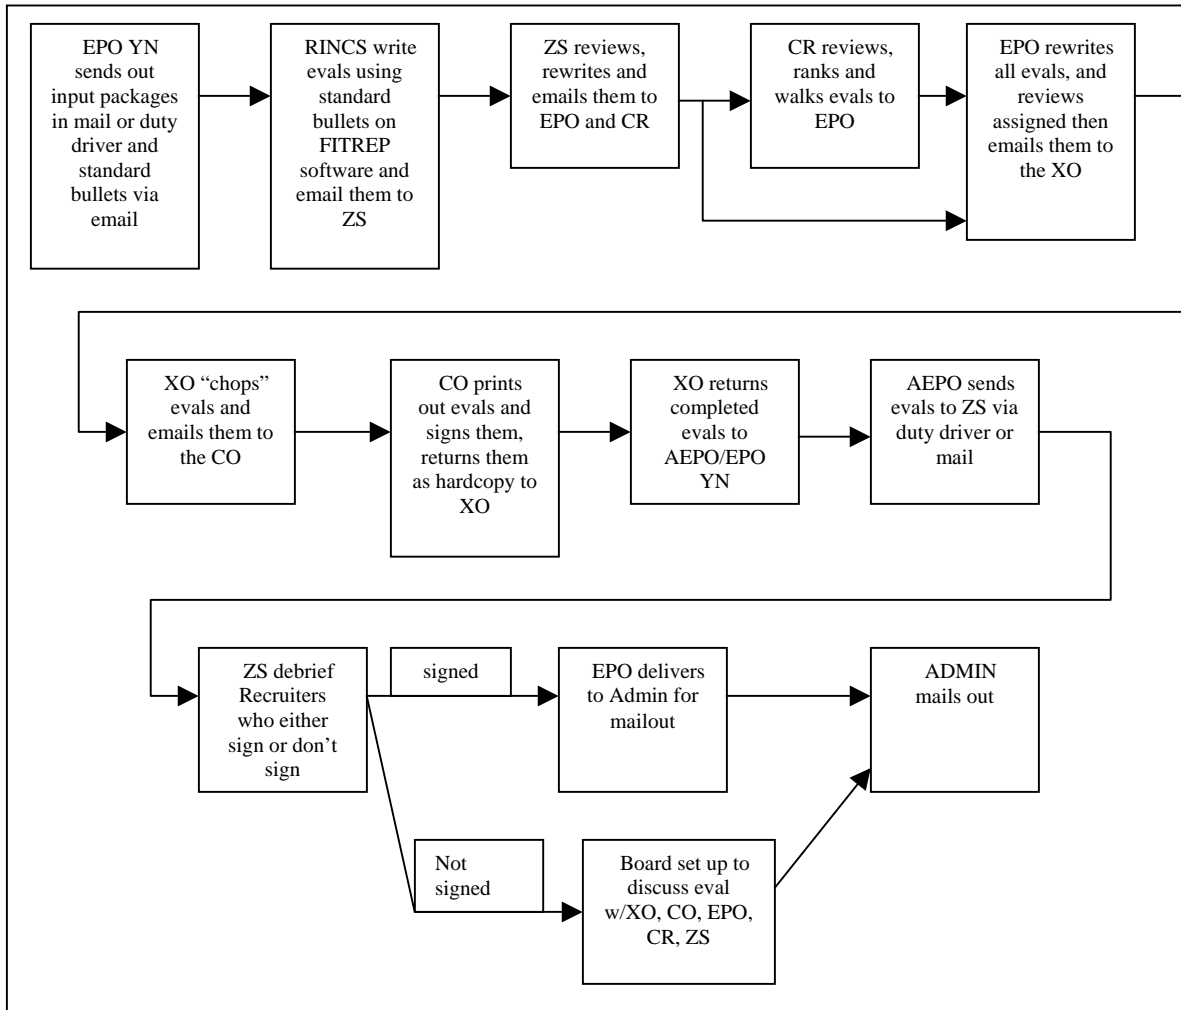 EPO YN
sends out
input packages
in mail or duty
driver and
standard
bullets via
email
RINCS write
evals using
standard
bullets on
FITREP
software and
email them to
ZS
ZS reviews,
rewrites and
emails them to
EPO and CR
CR reviews,
ranks and
walks evals to
EPO
EPO rewrites
all evals, and
reviews
assigned then
emails them to
the XO
XO “chops”
evals and
emails them to
the CO
CO prints
out evals and
signs them,
returns them
as hardcopy to
XO
XO returns
completed
evals to
AEPO/EPO
YN
AEPO sends
evals to ZS via
duty driver or
mail
ZS debrief
Recruiters
who either
sign or don’t
sign
signed
EPO delivers
to Admin for
mailout
ADMIN
mails out
Not
signed
Board set up to
discuss eval
w/XO, CO, EPO,
CR, ZS